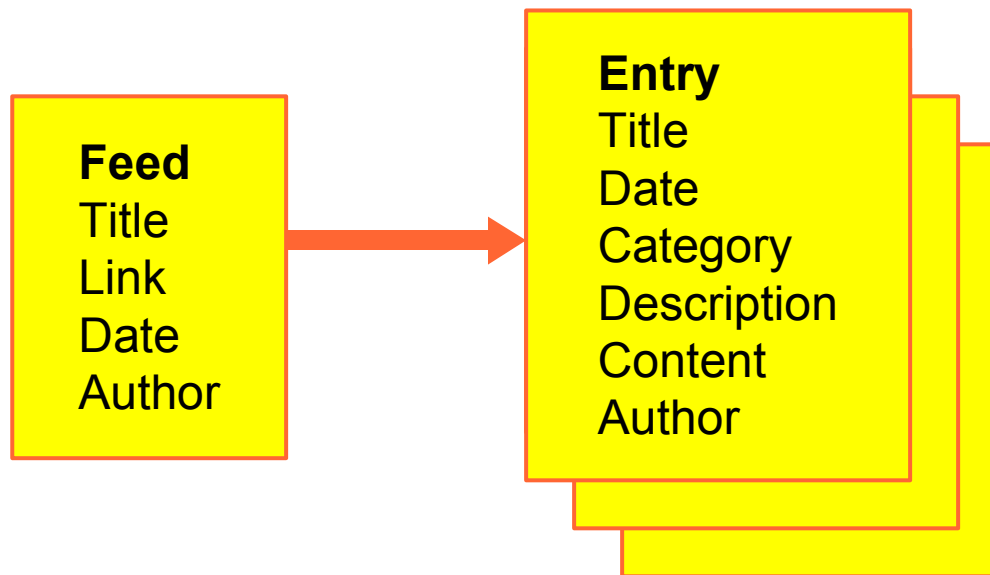 Feed
Title
Link
Date
Author
Entry
Title
Date
Category
Description
Content
Author